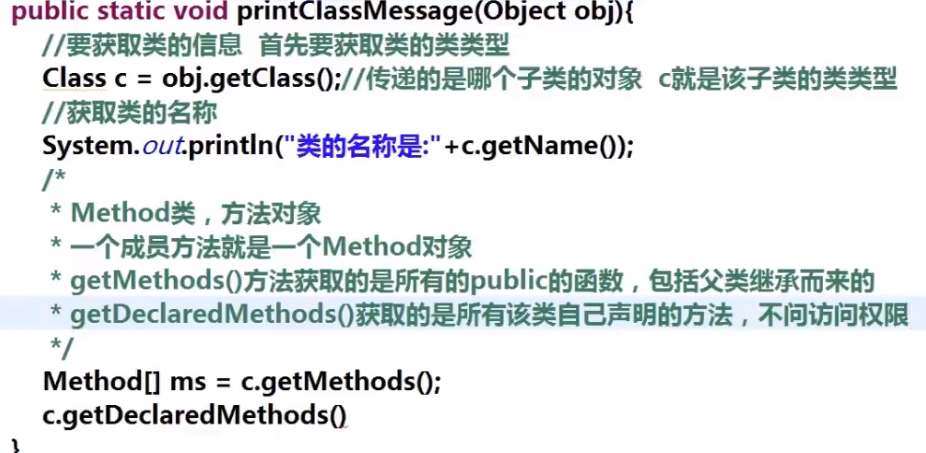 public static void printClassMessage(Object obj){
//要获取类的信息 首先要获取类的类类型
Class c = obj.getClass();//传递的是哪个子类的对象 c就是该子类的类类型
//获取类的名称
System.out.println("类的名称是:"+c.getName());
/*
* Method类，方法对象
* 一个成员方法就是一个Method对象
* getMethods()方法获取的是所有的public的函数，包括父类继承而来的
* getDeclaredMethods()获取的是所有该类自己声明的方法，不问访问权限
*/
Method[] ms = c.getMethods();
c.getDeclaredMethods()
}